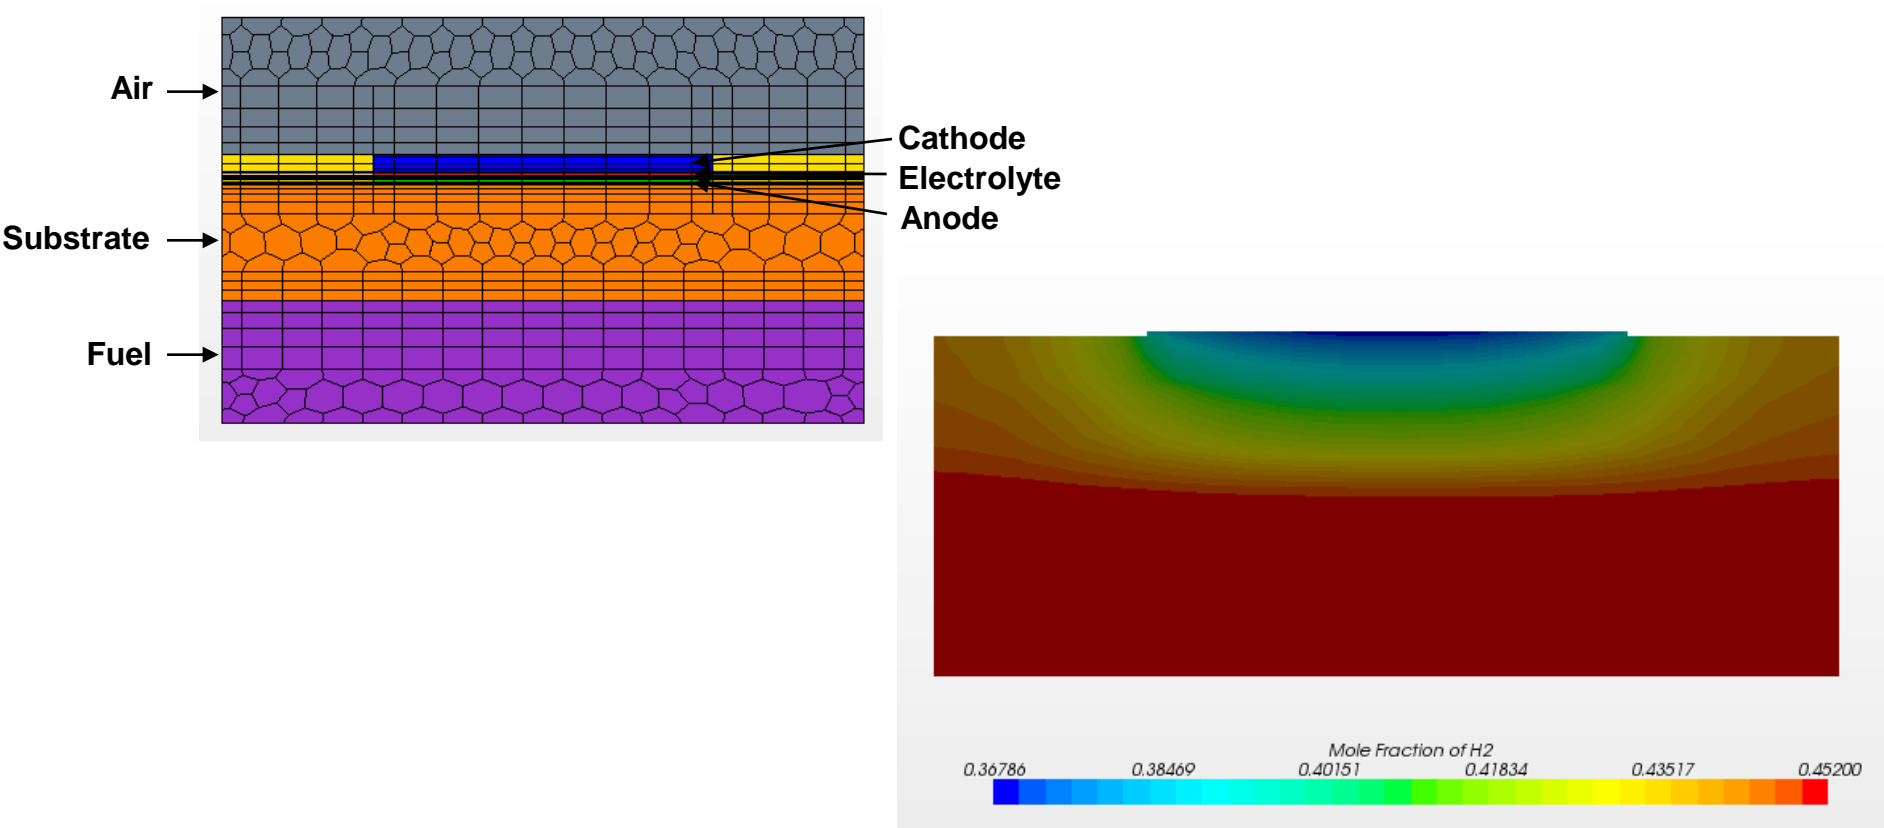 Air
Cathode
Electrolyte
Anode
Substrate
Fuel
Mole Fraction of H2
0.36786 0.38469 0.40151 0.41834 0.43517 0.45200